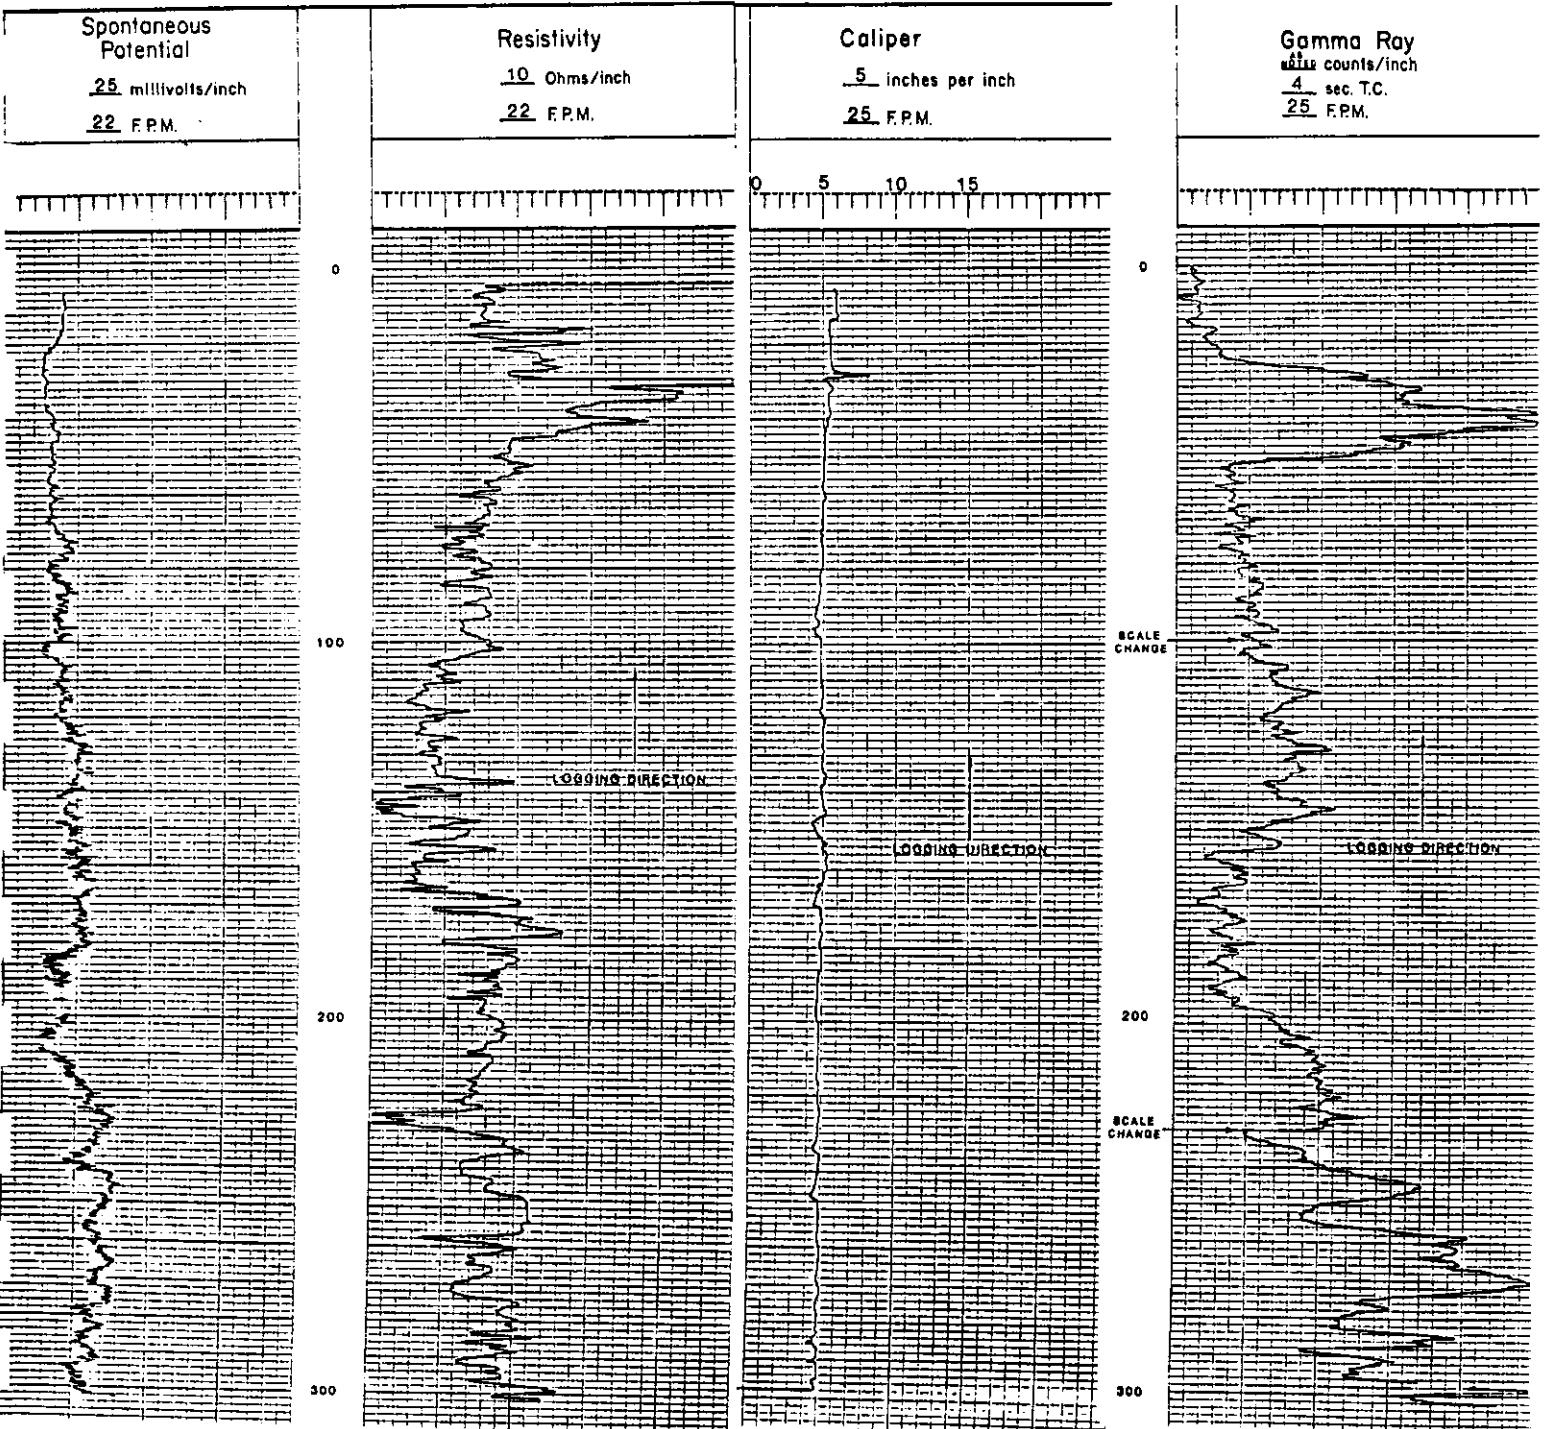 Spontaneous
Potential
25 millivolts/inch
22 F.P.M.
Resistivity
10 Ohms/inch
22 F.P.M.
Caliper
5 inches per inch
25 F.P.M.
Gamma Ray
AS
NOTED counts/inch
4 sec. T.C.
25 F.P.M.
0 5 10 15
0
0
100
SCALE
CHANGE
LOGGING DIRECTION
LOGGING DIRECTION
LOGGING DIRECTION
200
200
SCALE
CHANGE
300
300